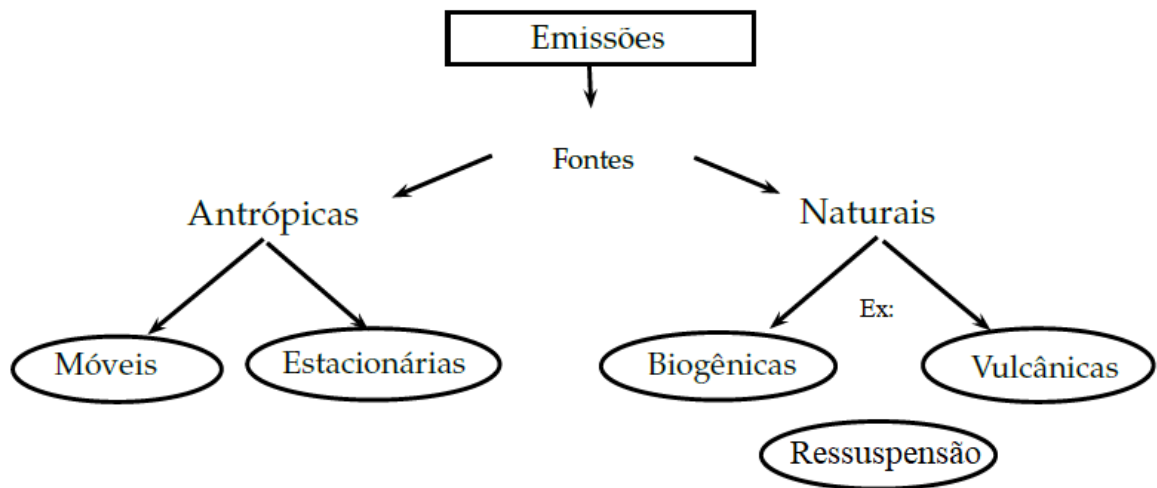 Emissões
Fontes
Antrópicas
Naturais
Ex:
Móveis
Estacionárias
Biogênicas
Vulcânicas
Ressuspensão